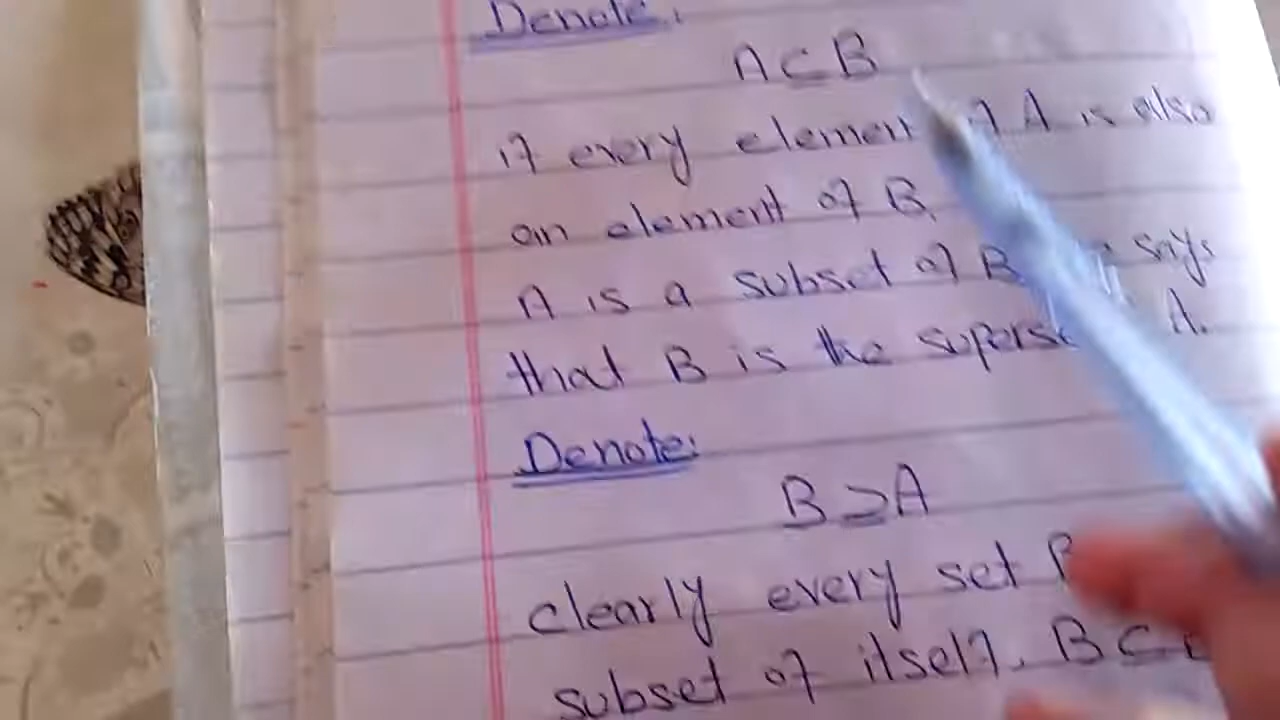 Denote:
A ⊆ B
if every element of A is also
an element of B.
A is a subset of B says
that B is the superset A.
Denote:
B ⊇ A
clearly every set
subset of itself. B ⊆